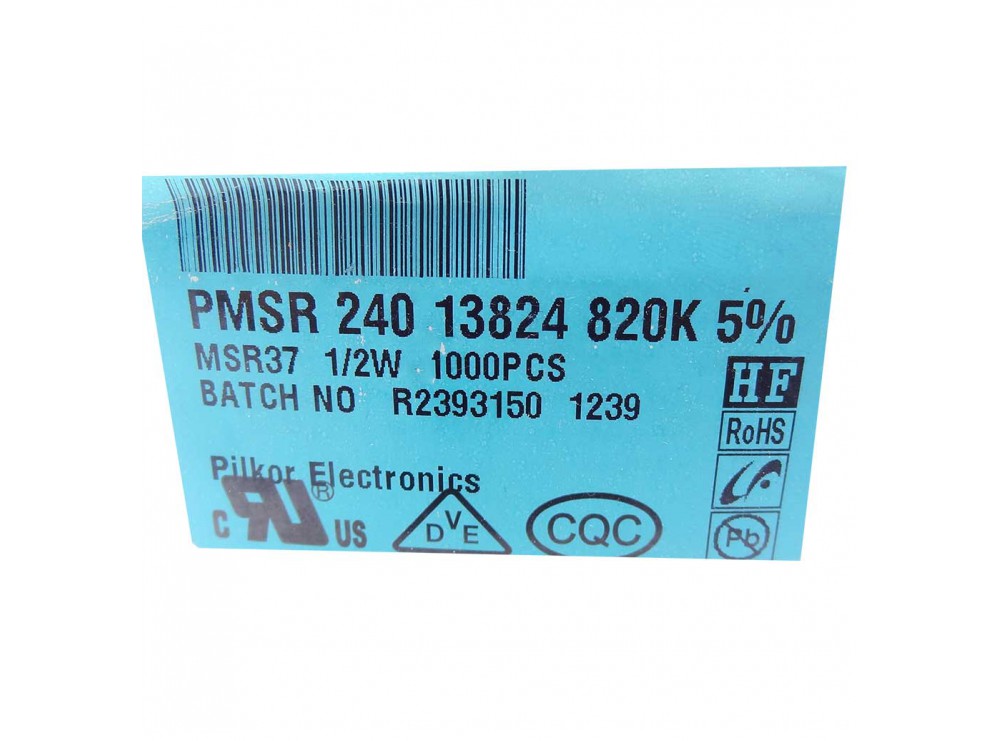 PMSR 240 13824 820K 5%
MSR37 1/2W 1000PCS
BATCH NO R2393150 1239
HF
RoHS
Pilkor Electronics
C RU ® US
DVE
CQC
Pb